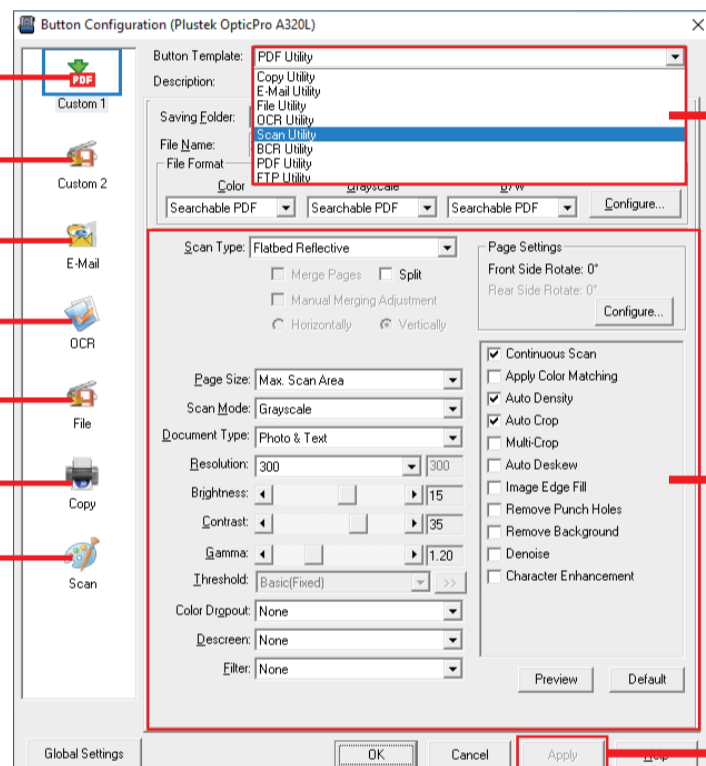 Button Configuration (Plustek OpticPro A320L)
PDF
Custom 1
Custom 2
E-Mail
OCR
File
Copy
Scan
Button Template: PDF Utility
Description:
Copy Utility
E-Mail Utility
File Utility
OCR Utility
Scan Utility
BCR Utility
PDF Utility
FTP Utility
Saving Folder:
File Name:
File Format
Color Grayscale B/W
Searchable PDF Searchable PDF Searchable PDF Configure...
Scan Type: Flatbed Reflective
Merge Pages Split
Manual Merging Adjustment
Horizontally Vertically
Page Settings
Front Side Rotate: 0°
Rear Side Rotate: 0°
Configure...
Page Size: Max. Scan Area
Scan Mode: Grayscale
Document Type: Photo & Text
Resolution: 300 300
Brightness: 15
Contrast: 35
Gamma: 1.20
Threshold: Basic(Fixed) >>
Color Dropout: None
Descreen: None
Filter: None
Continuous Scan
Apply Color Matching
Auto Density
Auto Crop
Multi-Crop
Auto Deskew
Image Edge Fill
Remove Punch Holes
Remove Background
Denoise
Character Enhancement
Preview Default
Global Settings OK Cancel Apply Help